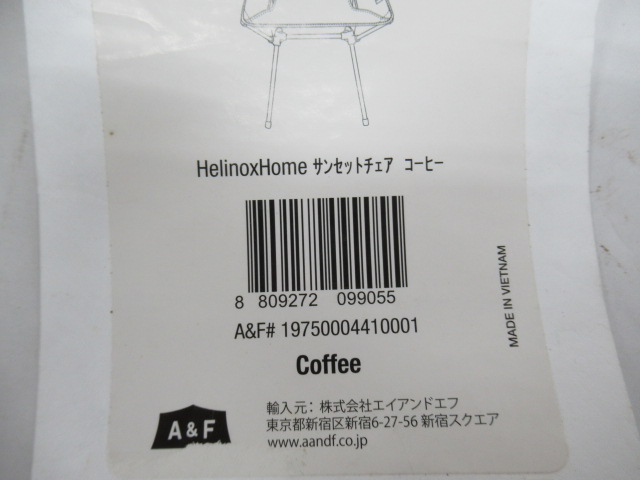 HelinoxHome ｻﾝｾｯﾄﾁｪｱ ｺｰﾋｰ
8 809272 099055
A&F# 19750004410001
Coffee
MADE IN VIETNAM
A & F
輸入元：株式会社エイアンドエフ
東京都新宿区新宿6-27-56 新宿スクエア
www.aandf.co.jp